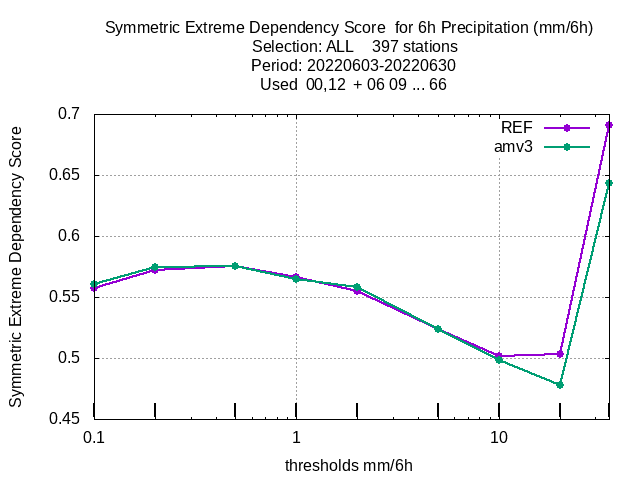 Symmetric Extreme Dependency Score for 6h Precipitation (mm/6h)
Selection: ALL 397 stations
Period: 20220603-20220630
Used 00,12 + 06 09 ... 66
Symmetric Extreme Dependency Score
0.7
0.65
0.6
0.55
0.5
0.45
REF
amv3
0.1
1
10
thresholds mm/6h